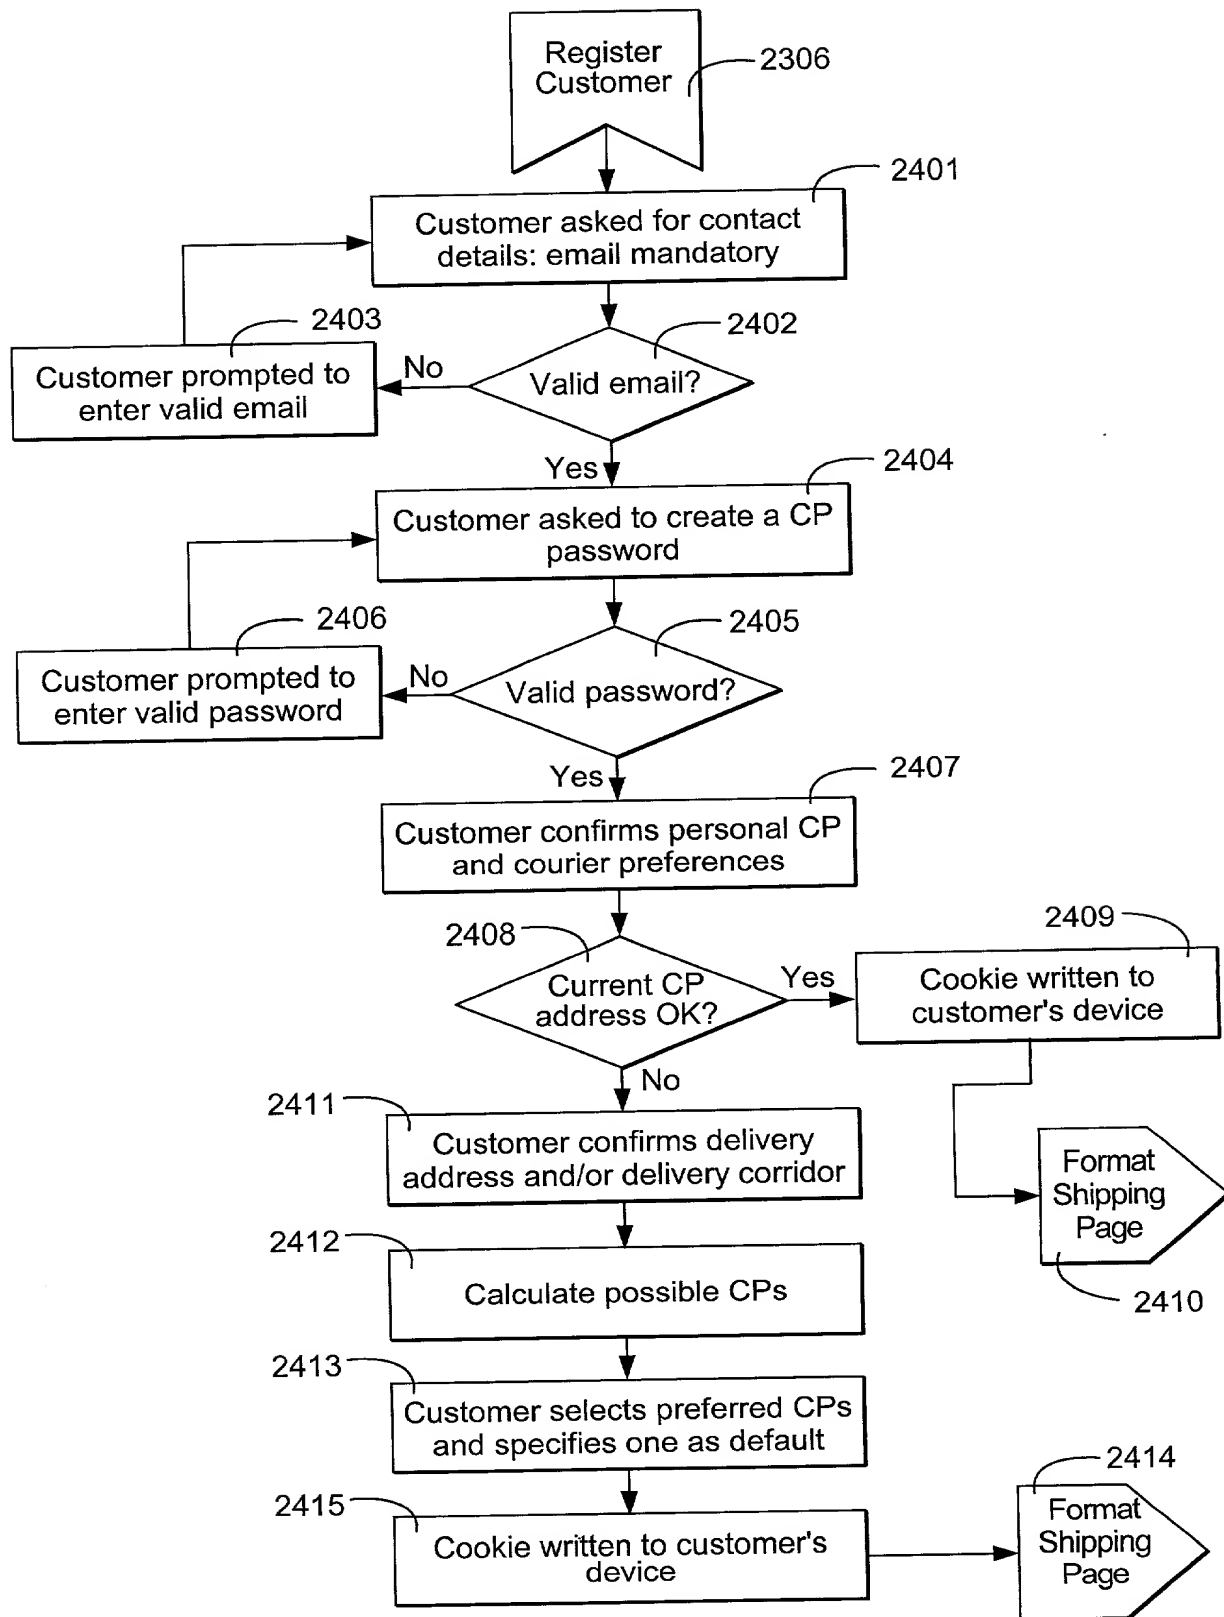 Register
Customer
2306
2401
Customer asked for contact
details: email mandatory
2403
2402
Customer prompted to
enter valid email
No
Valid email?
Yes
2404
Customer asked to create a CP
password
2406
2405
Customer prompted to
enter valid password
No
Valid password?
Yes
2407
Customer confirms personal CP
and courier preferences
2408
2409
Current CP
address OK?
Yes
Cookie written to
customer's device
No
2411
Customer confirms delivery
address and/or delivery corridor
Format
Shipping
Page
2410
2412
Calculate possible CPs
2413
Customer selects preferred CPs
and specifies one as default
2414
2415
Cookie written to customer's
device
Format
Shipping
Page